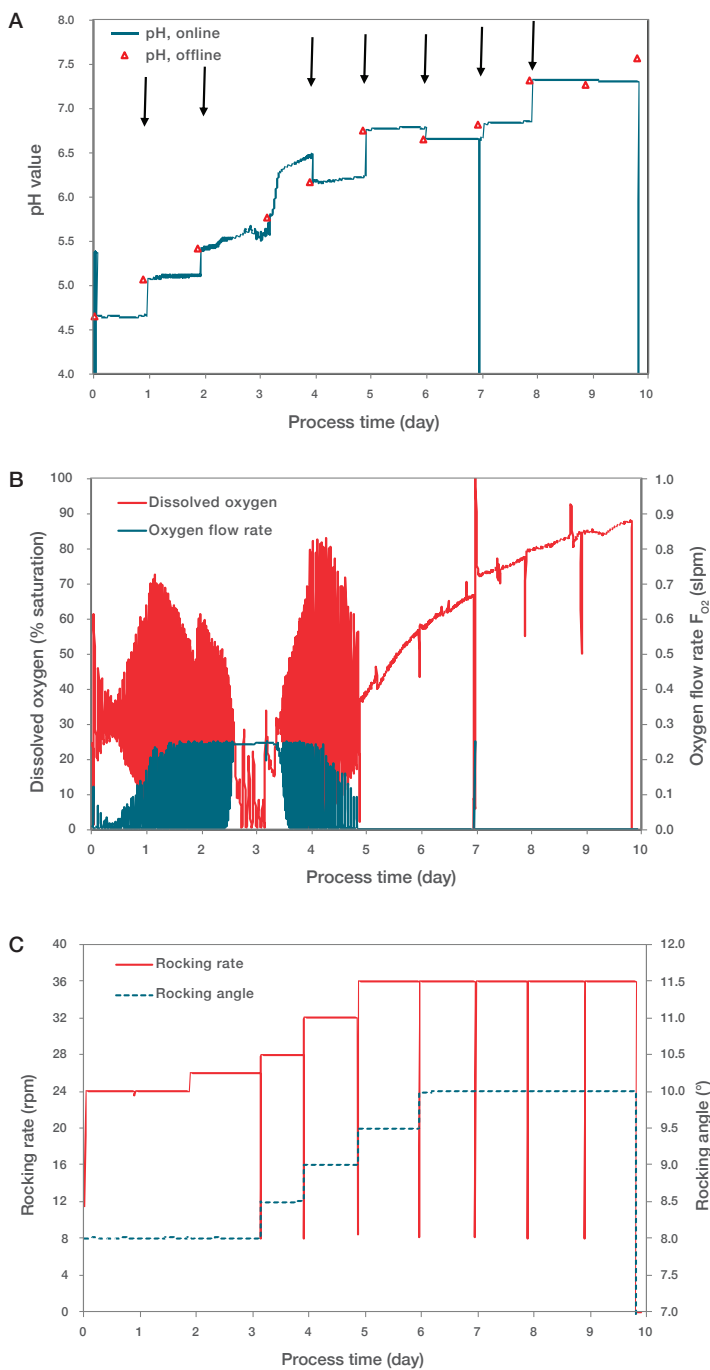 A
pH, online
pH, offline
8.0
7.5
7.0
6.5
6.0
5.5
5.0
4.5
4.0
pH value
0 1 2 3 4 5 6 7 8 9 10
Process time (day)
B
Dissolved oxygen
Oxygen flow rate
100
90
80
70
60
50
40
30
20
10
0
Dissolved oxygen (% saturation)
1.0
0.9
0.8
0.7
0.6
0.5
0.4
0.3
0.2
0.1
0.0
Oxygen flow rate F O2 (slpm)
0 1 2 3 4 5 6 7 8 9 10
Process time (day)
C
Rocking rate
Rocking angle
40
36
32
28
24
20
16
12
8
4
0
Rocking rate (rpm)
12.0
11.5
11.0
10.5
10.0
9.5
9.0
8.5
8.0
7.5
7.0
Rocking angle (°)
0 1 2 3 4 5 6 7 8 9 10
Process time (day)